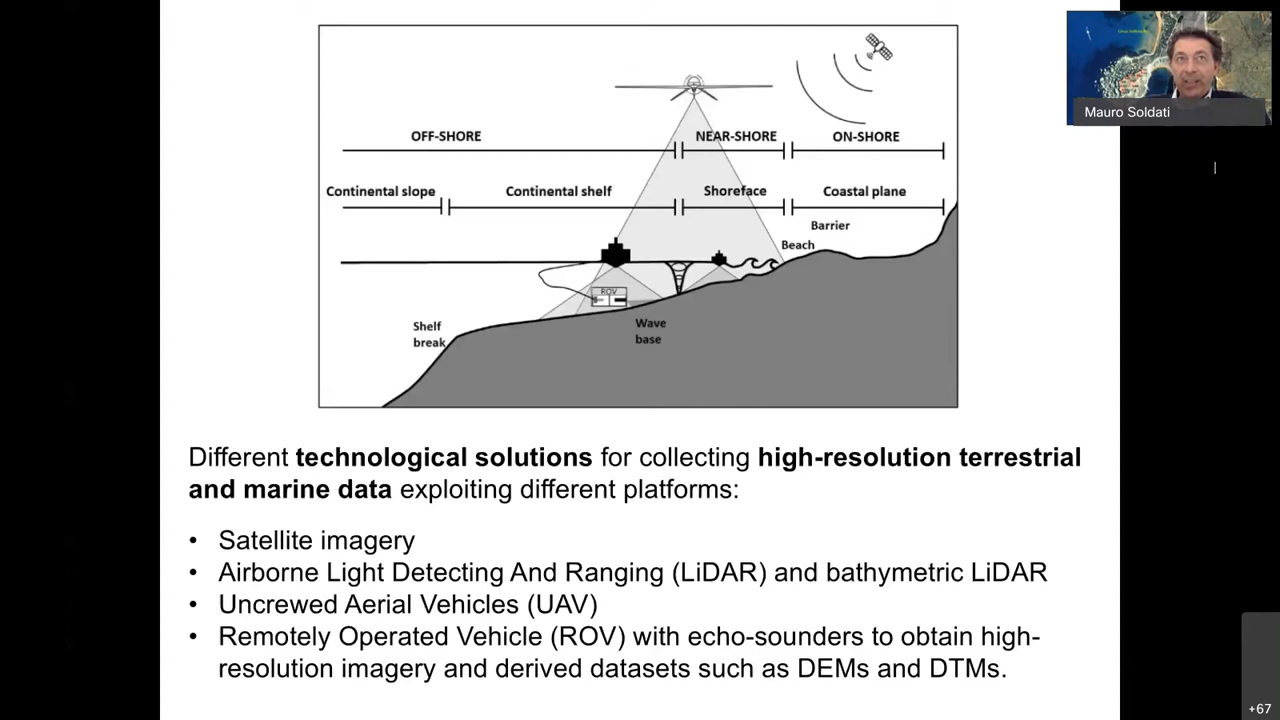 Mauro Soldati
OFF-SHORE NEAR-SHORE ON-SHORE
Continental slope Continental shelf Shoreface Coastal plane
Barrier
Beach
ROV
Shelf
break
Wave
base
Different technological solutions for collecting high-resolution terrestrial
and marine data exploiting different platforms:
• Satellite imagery
• Airborne Light Detecting And Ranging (LiDAR) and bathymetric LiDAR
• Uncrewed Aerial Vehicles (UAV)
• Remotely Operated Vehicle (ROV) with echo-sounders to obtain high-
resolution imagery and derived datasets such as DEMs and DTMs.
+67